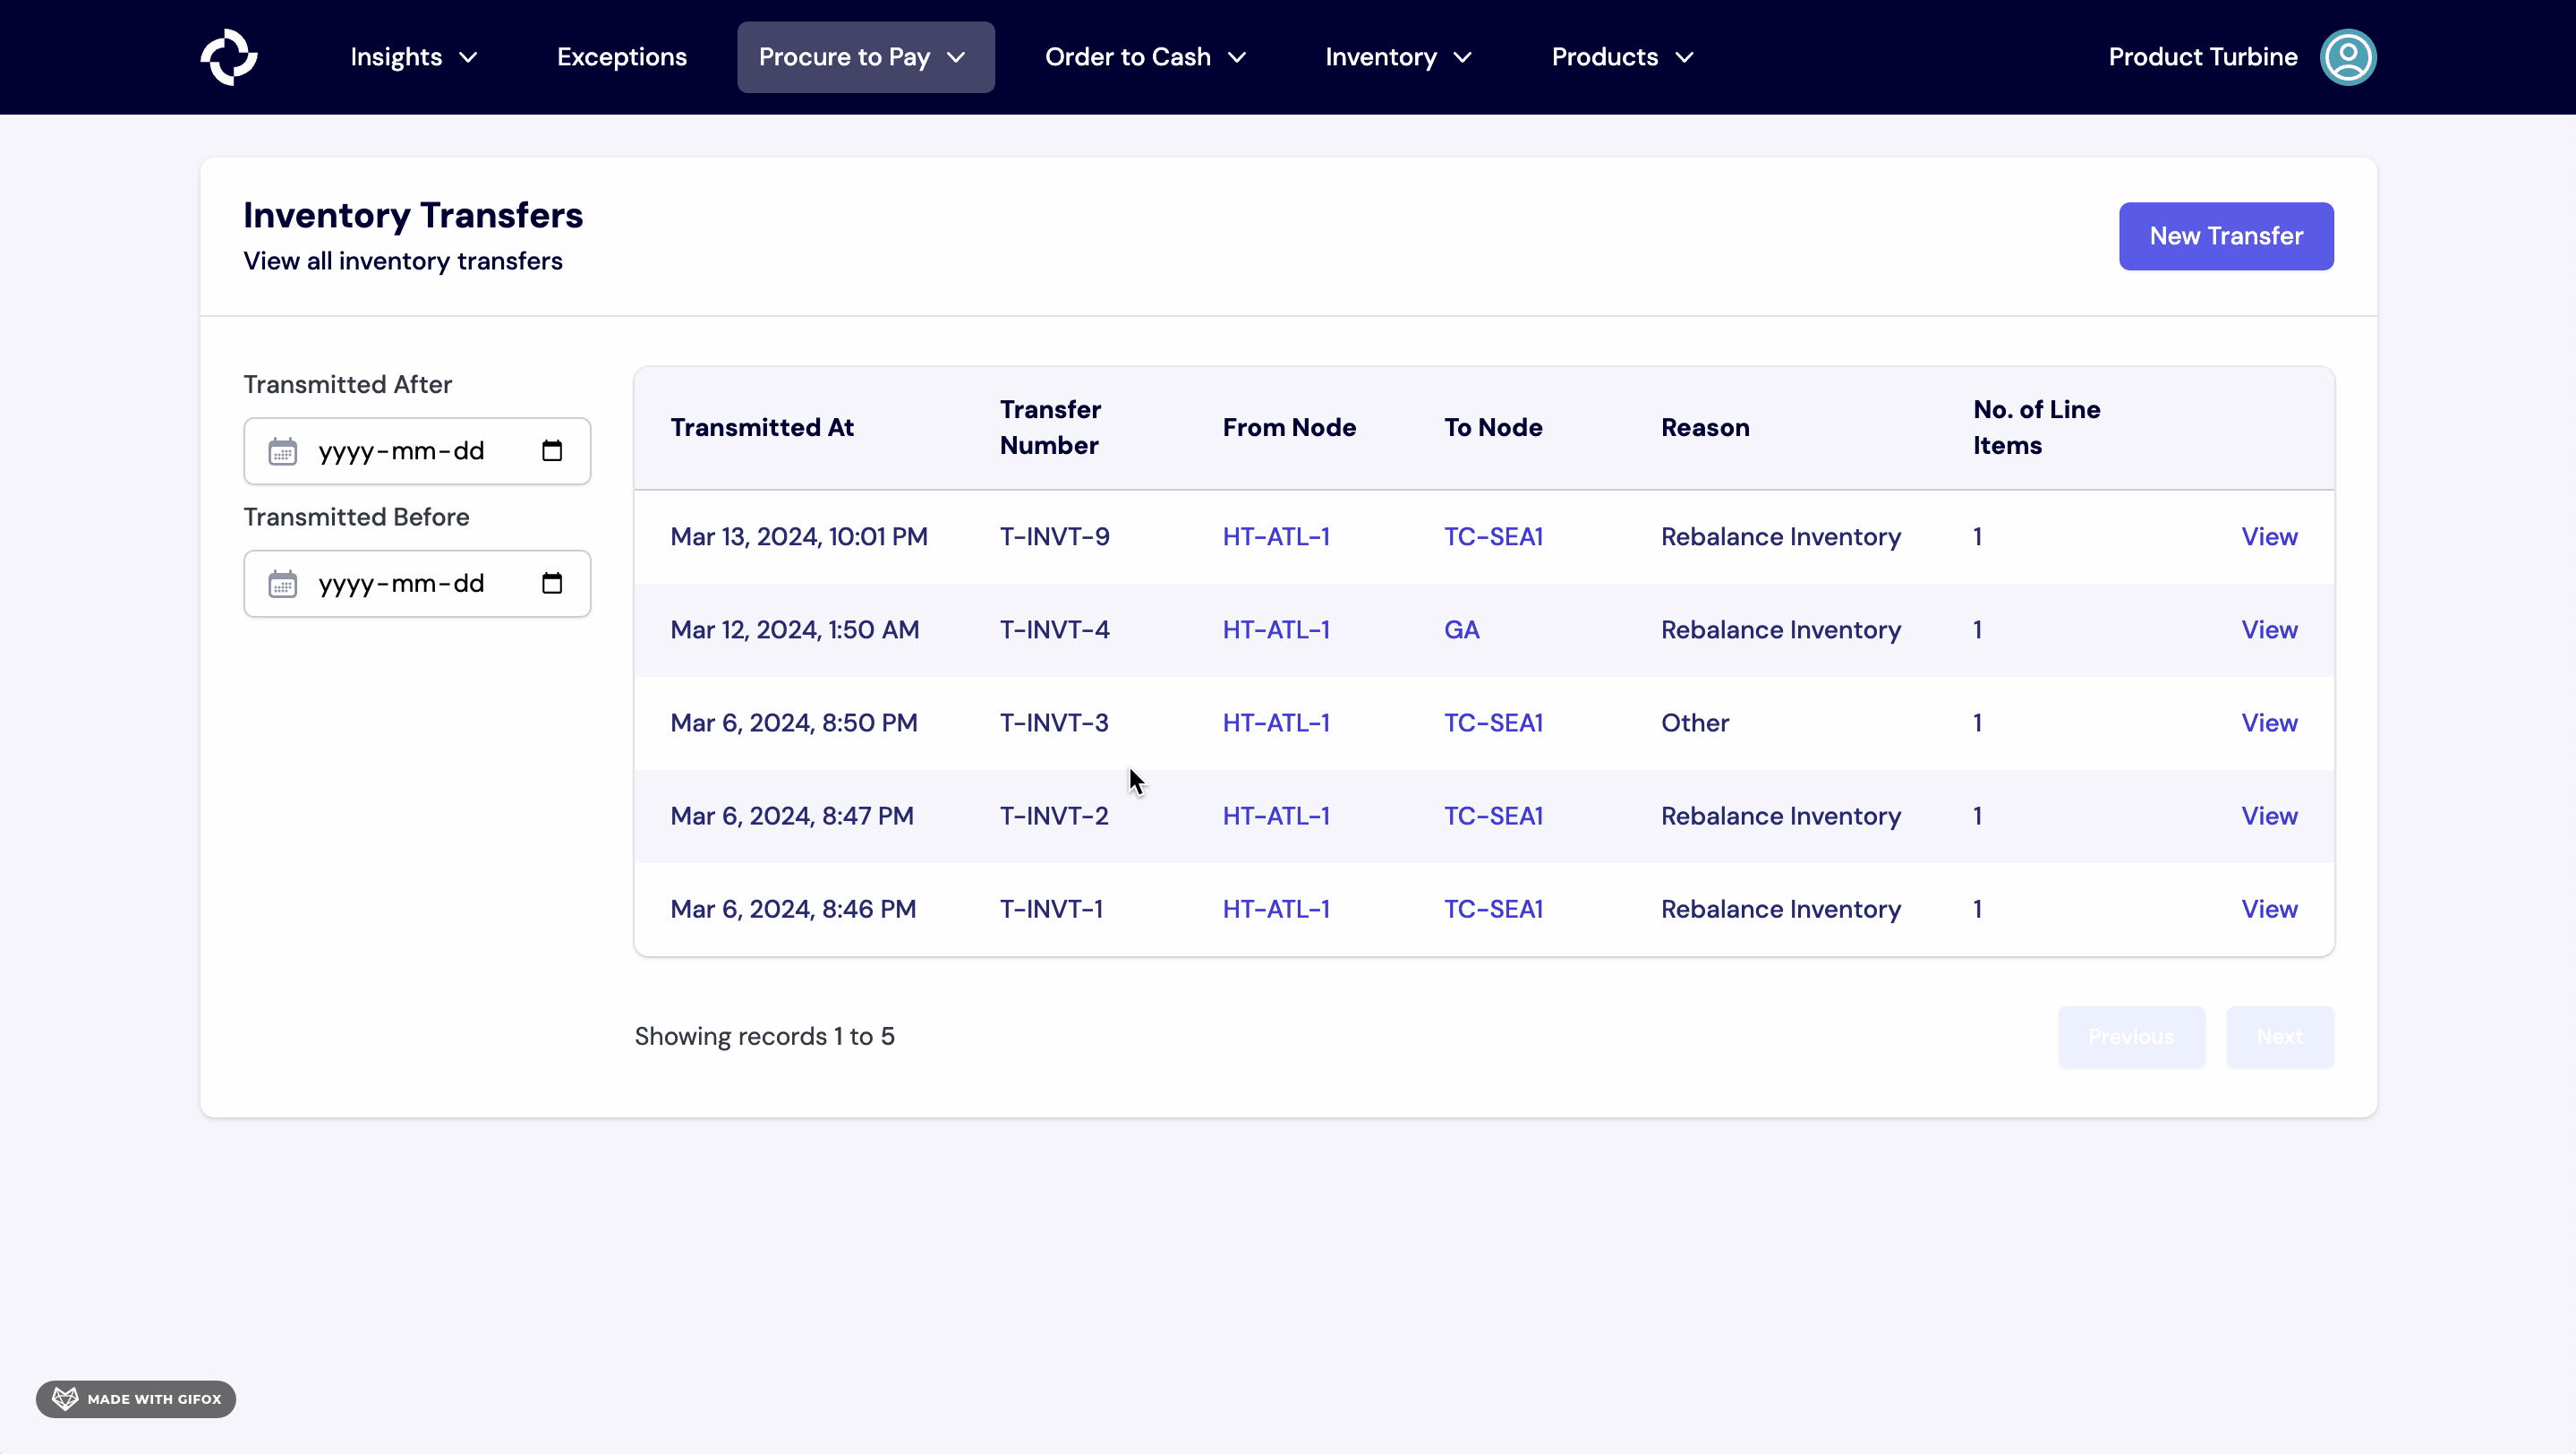 Insights Exceptions Procure to Pay Order to Cash Inventory Products Product Turbine
Inventory Transfers
View all inventory transfers
New Transfer
Transmitted After
yyyy-mm-dd
Transmitted Before
yyyy-mm-dd
Transmitted At Transfer Number From Node To Node Reason No. of Line Items
Mar 13, 2024, 10:01 PM T-INVT-9 HT-ATL-1 TC-SEA1 Rebalance Inventory 1 View
Mar 12, 2024, 1:50 AM T-INVT-4 HT-ATL-1 GA Rebalance Inventory 1 View
Mar 6, 2024, 8:50 PM T-INVT-3 HT-ATL-1 TC-SEA1 Other 1 View
Mar 6, 2024, 8:47 PM T-INVT-2 HT-ATL-1 TC-SEA1 Rebalance Inventory 1 View
Mar 6, 2024, 8:46 PM T-INVT-1 HT-ATL-1 TC-SEA1 Rebalance Inventory 1 View
Showing records 1 to 5
Previous Next
MADE WITH GIFOX